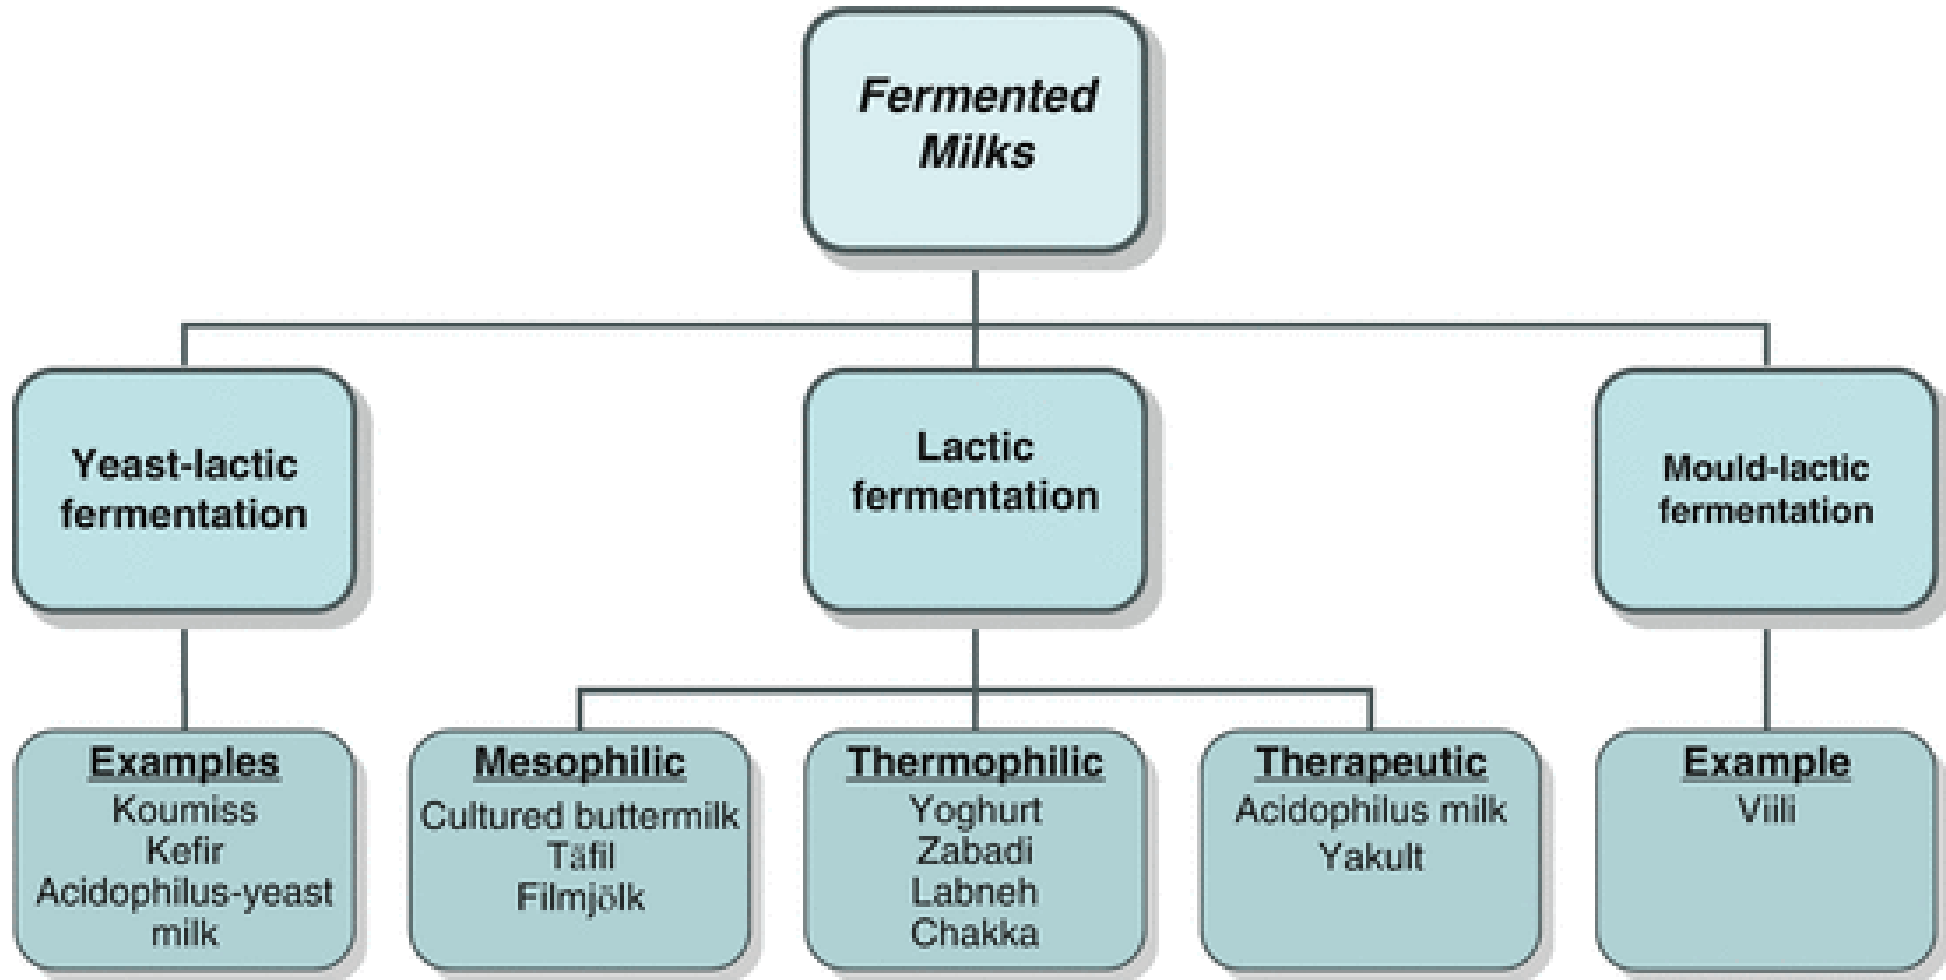 Fermented
Milks
Yeast-lactic
fermentation
Lactic
fermentation
Mould-lactic
fermentation
Examples
Koumiss
Kefir
Acidophilus-yeast
milk
Mesophilic
Cultured buttermilk
Täfil
Filmjölk
Thermophilic
Yoghurt
Zabadi
Labneh
Chakka
Therapeutic
Acidophilus milk
Yakult
Example
Viili